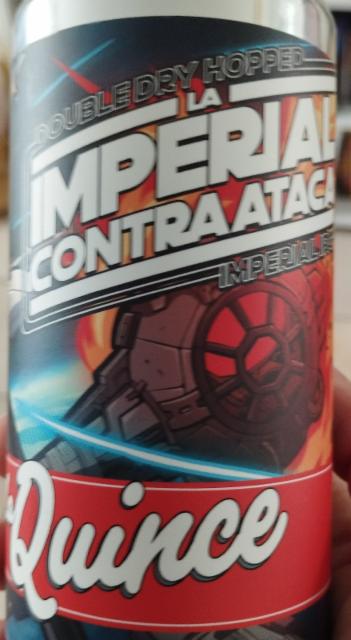 DOUBLE DRY HOPPED
LA
IMPERIAL
CONTRAATACA
IMPERIAL
Quince